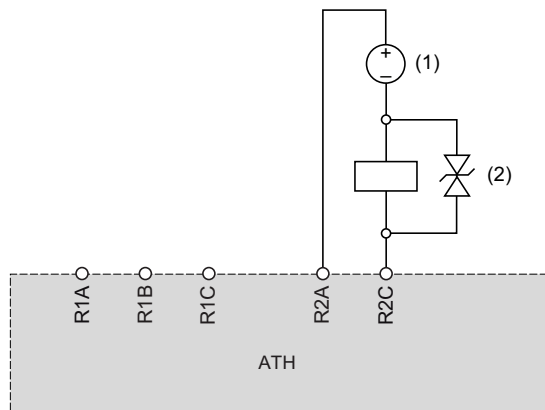 +
(1)
−
(2)
R1A
R1B
R1C
R2A
R2C
ATH